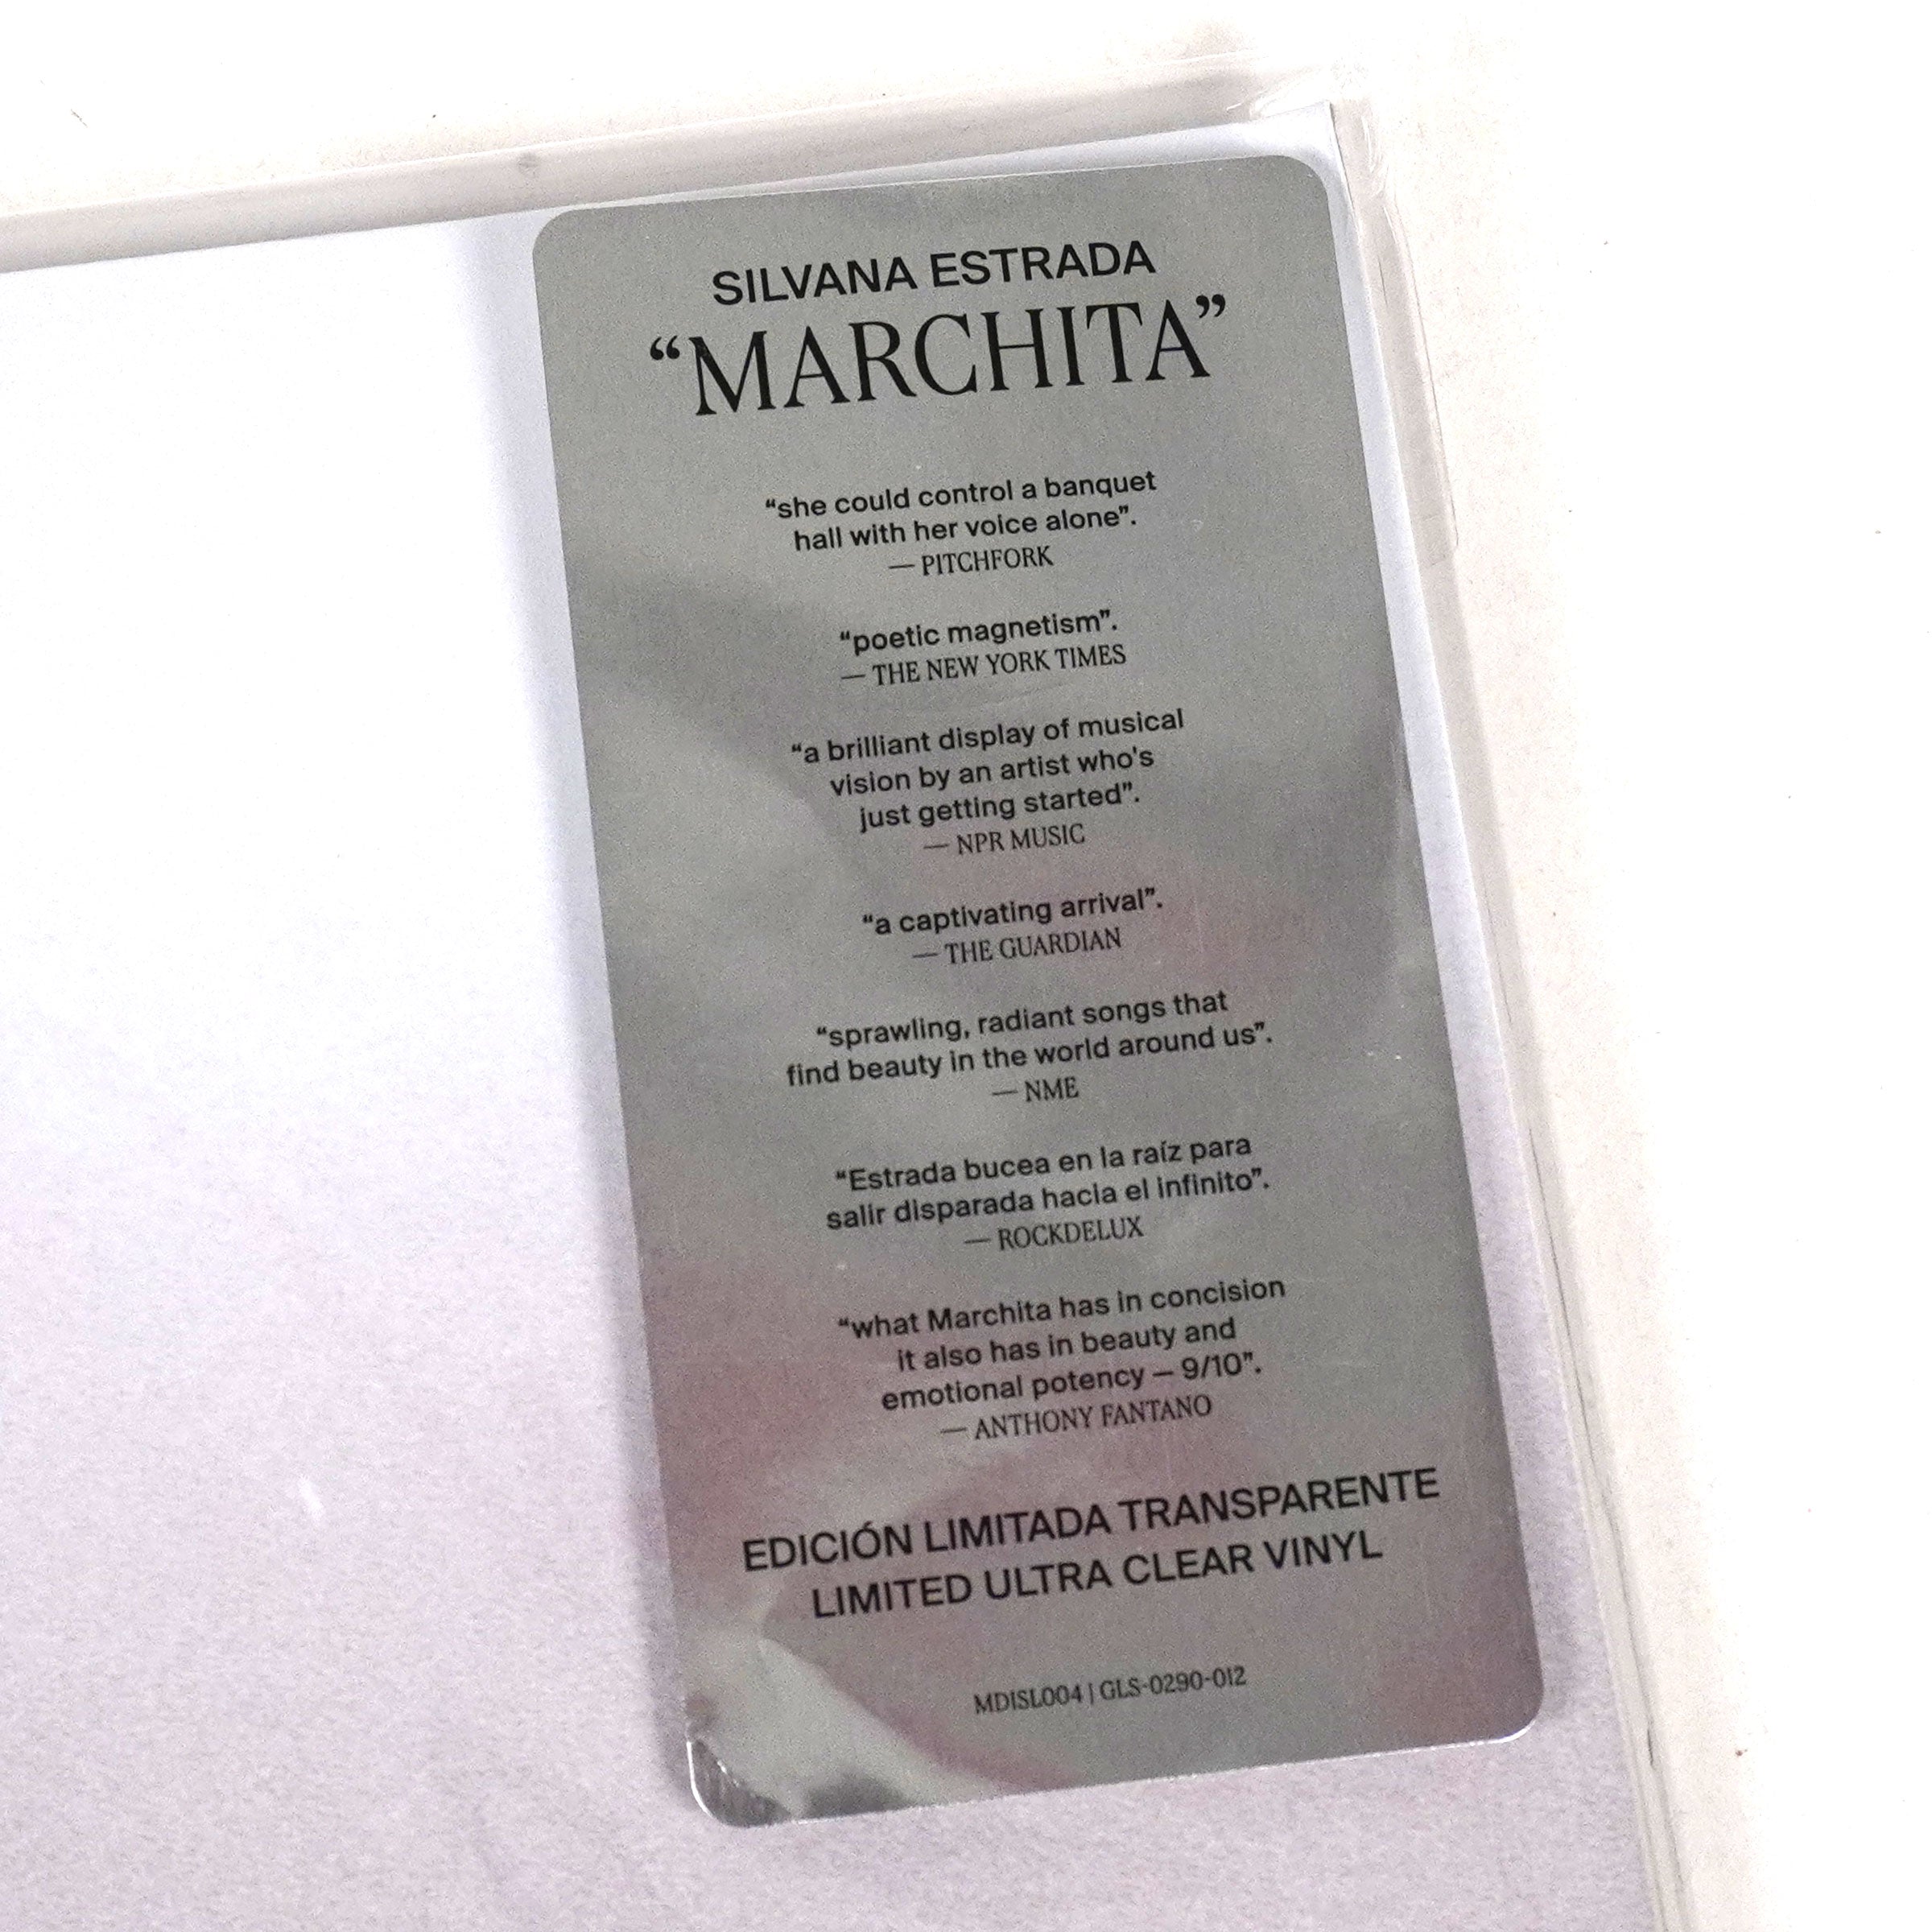 SILVANA ESTRADA
“MARCHITA”
“she could control a banquet
hall with her voice alone”.
— PITCHFORK
“poetic magnetism”.
— THE NEW YORK TIMES
“a brilliant display of musical
vision by an artist who's
just getting started”.
— NPR MUSIC
“a captivating arrival”.
— THE GUARDIAN
“sprawling, radiant songs that
find beauty in the world around us”.
— NME
“Estrada bucea en la raíz para
salir disparada hacia el infinito”.
— ROCKDELUX
“what Marchita has in concision
it also has in beauty and
emotional potency – 9/10”.
— ANTHONY FANTANO
EDICIÓN LIMITADA TRANSPARENTE
LIMITED ULTRA CLEAR VINYL
MDISL004 | GLS-0290-012